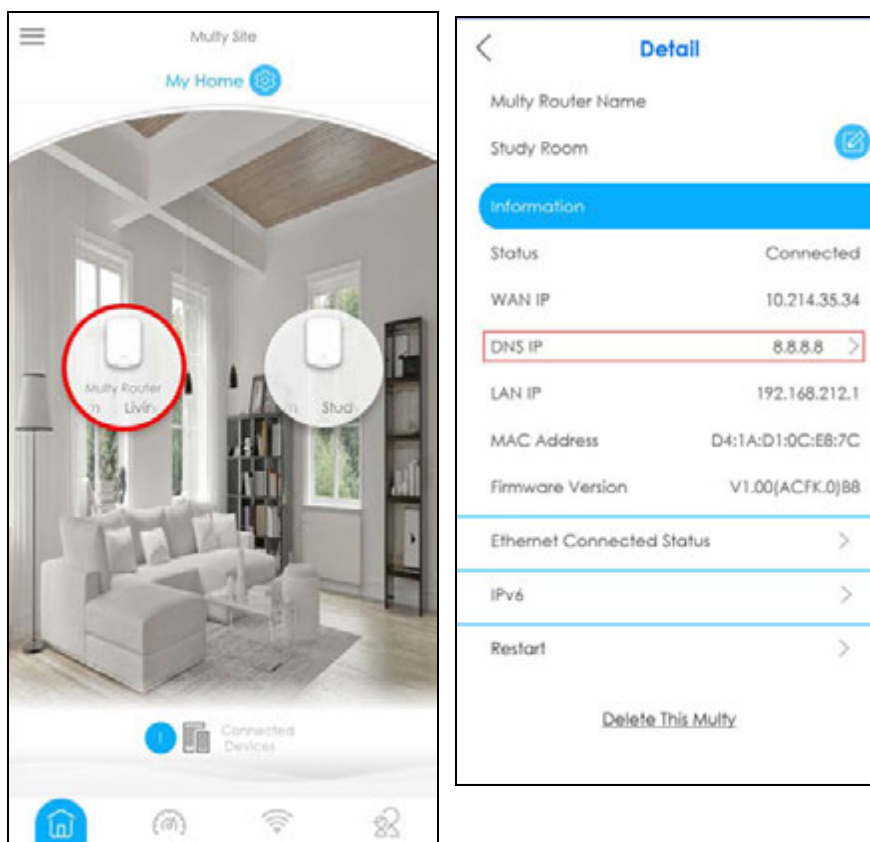 Multy Site
My Home
Multy Router
m Livin
m Stud
1
Connected
Devices
Detail
Multy Router Name
Study Room
Information
Status Connected
WAN IP 10.214.35.34
DNS IP 8.8.8.8
LAN IP 192.168.212.1
MAC Address D4:1A:D1:0C:E8:7C
Firmware Version V1.00(ACFK.0)B8
Ethernet Connected Status
IPv6
Restart
Delete This Multy